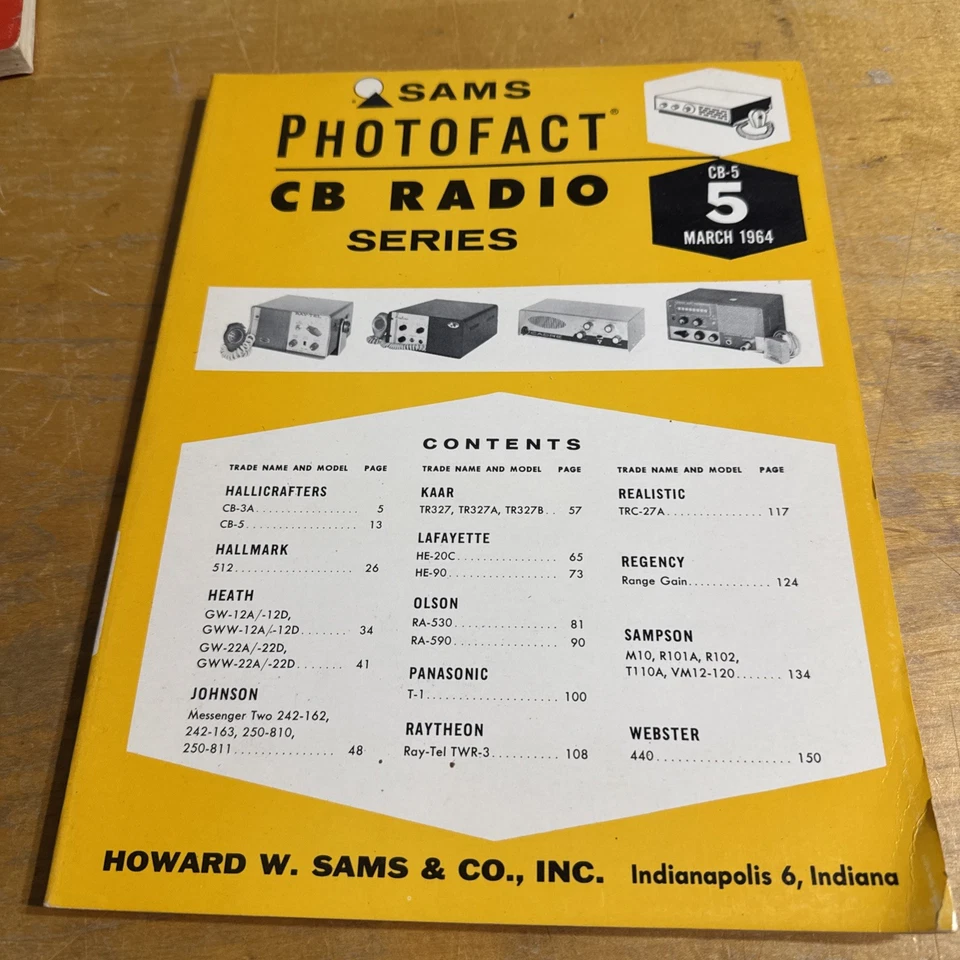 SAMS
PHOTOFACT®
CB RADIO
SERIES
CB-5
5
MARCH 1964
CONTENTS
TRADE NAME AND MODEL PAGE
HALLICRAFTERS
CB-3A................. 5
CB-5.................. 13
HALLMARK
512................... 26
HEATH
GW-12A/-12D,
GWW-12A/-12D....... 34
GW-22A/-22D,
GWW-22A/-22D....... 41
JOHNSON
Messenger Two 242-162,
242-163, 250-810,
250-811............... 48
TRADE NAME AND MODEL PAGE
KAAR
TR327, TR327A, TR327B.. 57
LAFAYETTE
HE-20C................ 65
HE-90................. 73
OLSON
RA-530................ 81
RA-590................ 90
PANASONIC
T-1................... 100
RAYTHEON
Ray-Tel TWR-3.......... 108
TRADE NAME AND MODEL PAGE
REALISTIC
TRC-27A............... 117
REGENCY
Range Gain............ 124
SAMPSON
M10, R101A, R102,
T110A, VM12-120....... 134
WEBSTER
440................... 150
HOWARD W. SAMS & CO., INC. Indianapolis 6, Indiana